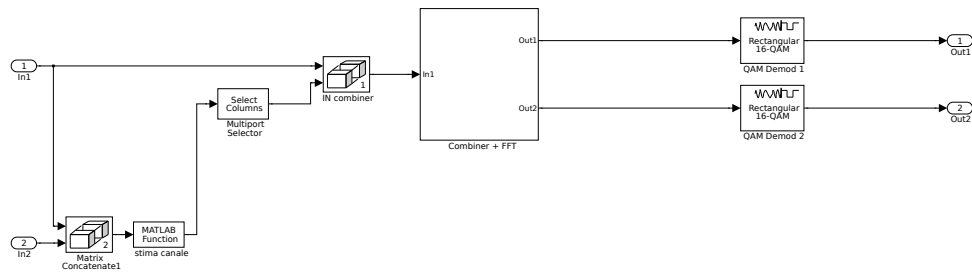 1
In1
Select
Columns
Multiport
Selector
1
IN combiner
In1
Out1
Out2
Combiner + FFT
Rectangular
16-QAM
QAM Demod 1
1
Out1
Rectangular
16-QAM
QAM Demod 2
2
Out2
2
In2
2
Matrix
Concatenate1
MATLAB
Function
stima canale